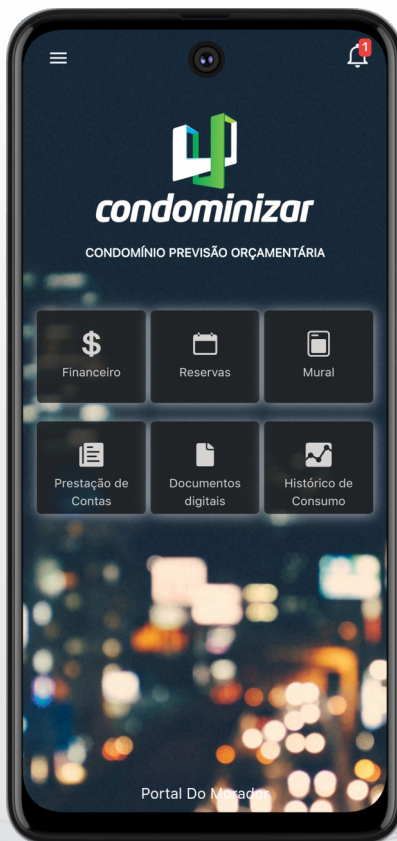 1
condominizar
CONDOMÍNIO PREVISÃO ORÇAMENTÁRIA
Financeiro
Reservas
Mural
Prestação de
Contas
Documentos
digitais
Histórico de
Consumo
Portal Do Morador